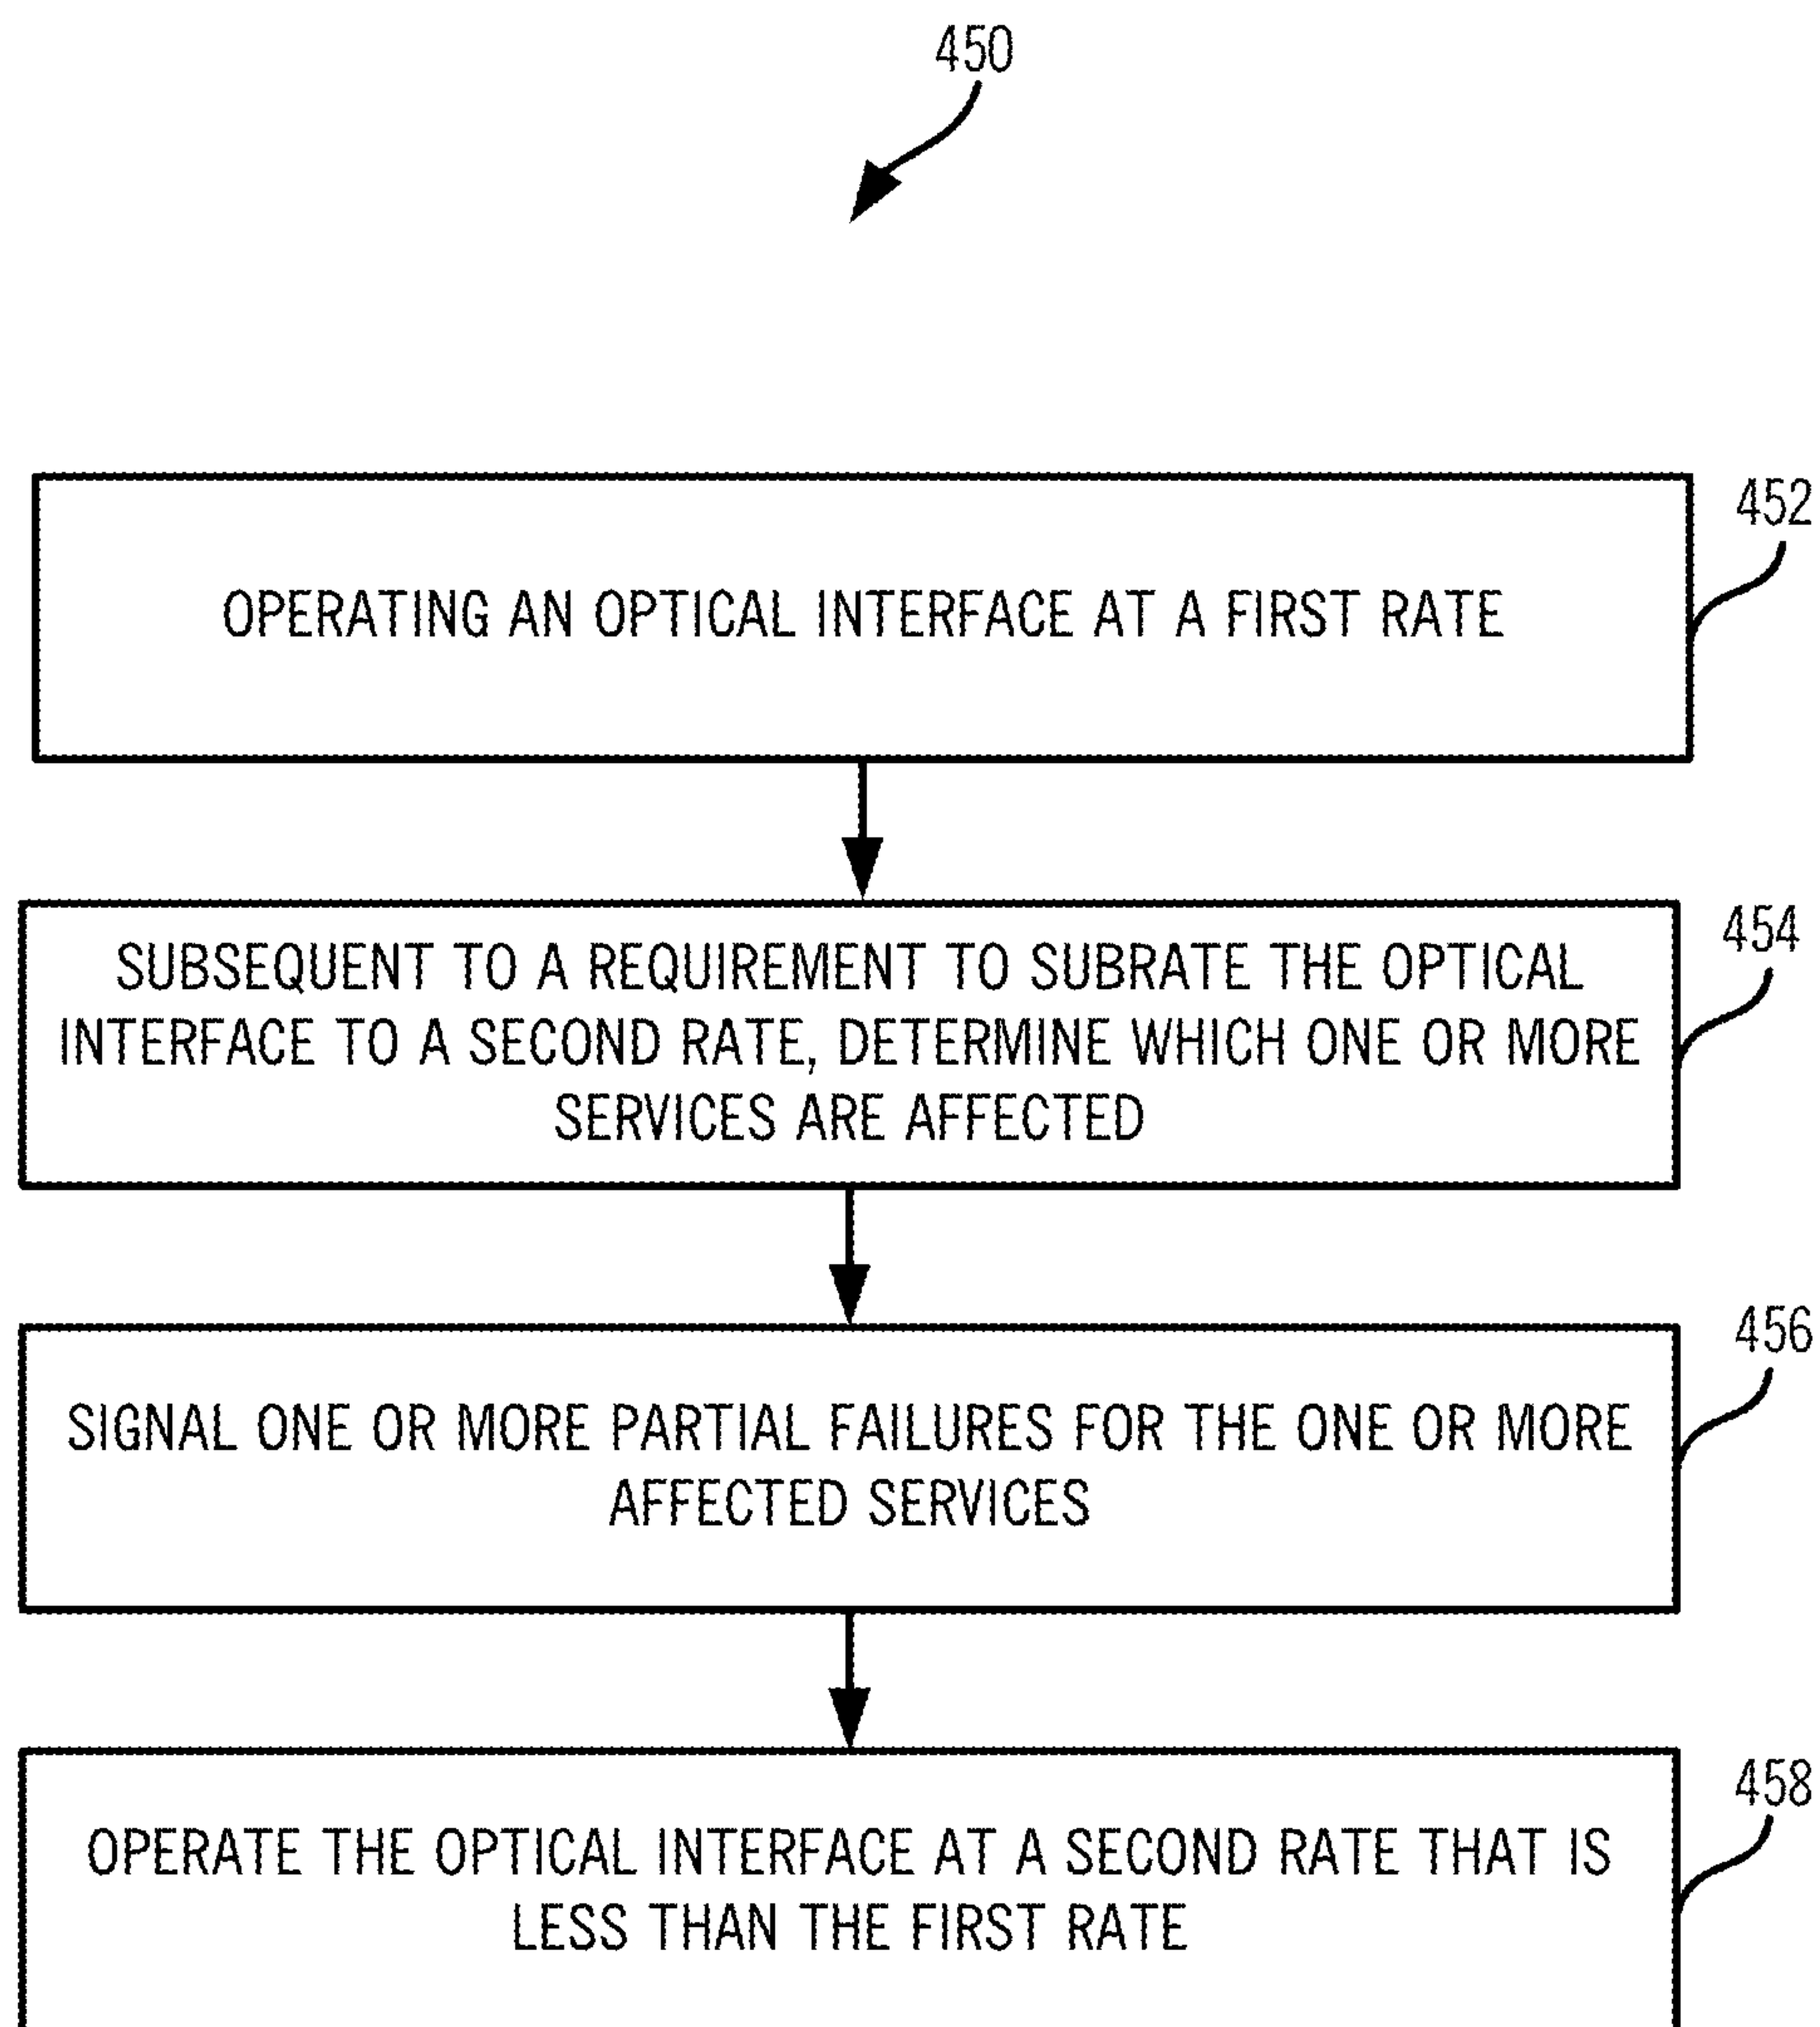 450
452
OPERATING AN OPTICAL INTERFACE AT A FIRST RATE
454
SUBSEQUENT TO A REQUIREMENT TO SUBRATE THE OPTICAL
INTERFACE TO A SECOND RATE, DETERMINE WHICH ONE OR MORE
SERVICES ARE AFFECTED
456
SIGNAL ONE OR MORE PARTIAL FAILURES FOR THE ONE OR MORE
AFFECTED SERVICES
458
OPERATE THE OPTICAL INTERFACE AT A SECOND RATE THAT IS
LESS THAN THE FIRST RATE